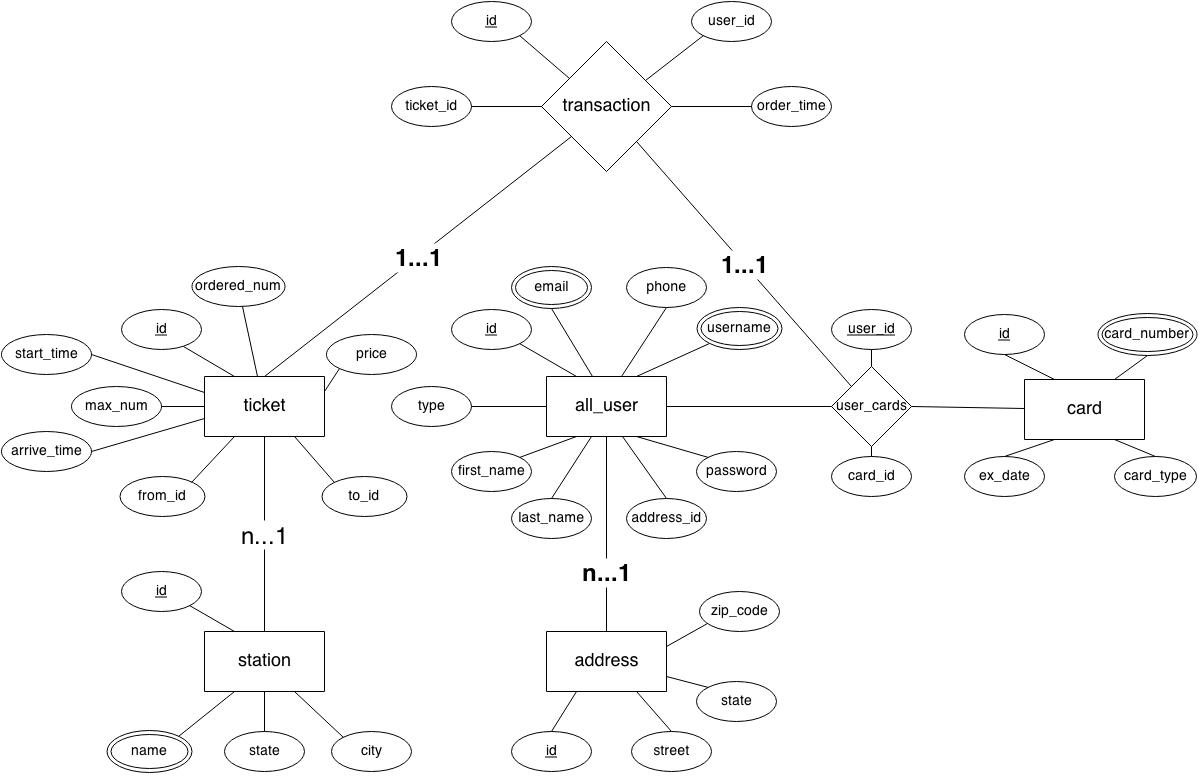 id
user_id
transaction
ticket_id
order_time
1...1
1...1
ordered_num
email
phone
id
id
username
user_id
id
card_number
start_time
price
max_num
ticket
type
all_user
user_cards
card
arrive_time
first_name
password
card_id
ex_date
card_type
from_id
to_id
last_name
address_id
n...1
n...1
id
zip_code
station
address
state
name
state
city
id
street